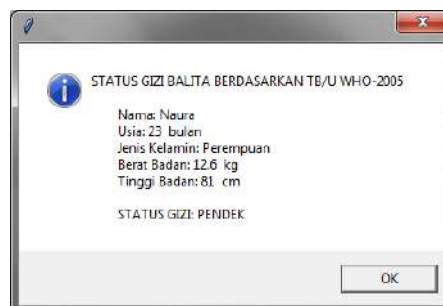 STATUS GIZI BALITA BERDASARKAN TB/U WHO-2005
Nama: Naura
Usia: 23 bulan
Jenis Kelamin: Perempuan
Berat Badan: 12.6 kg
Tinggi Badan: 81 cm
STATUS GIZI: PENDEK
OK